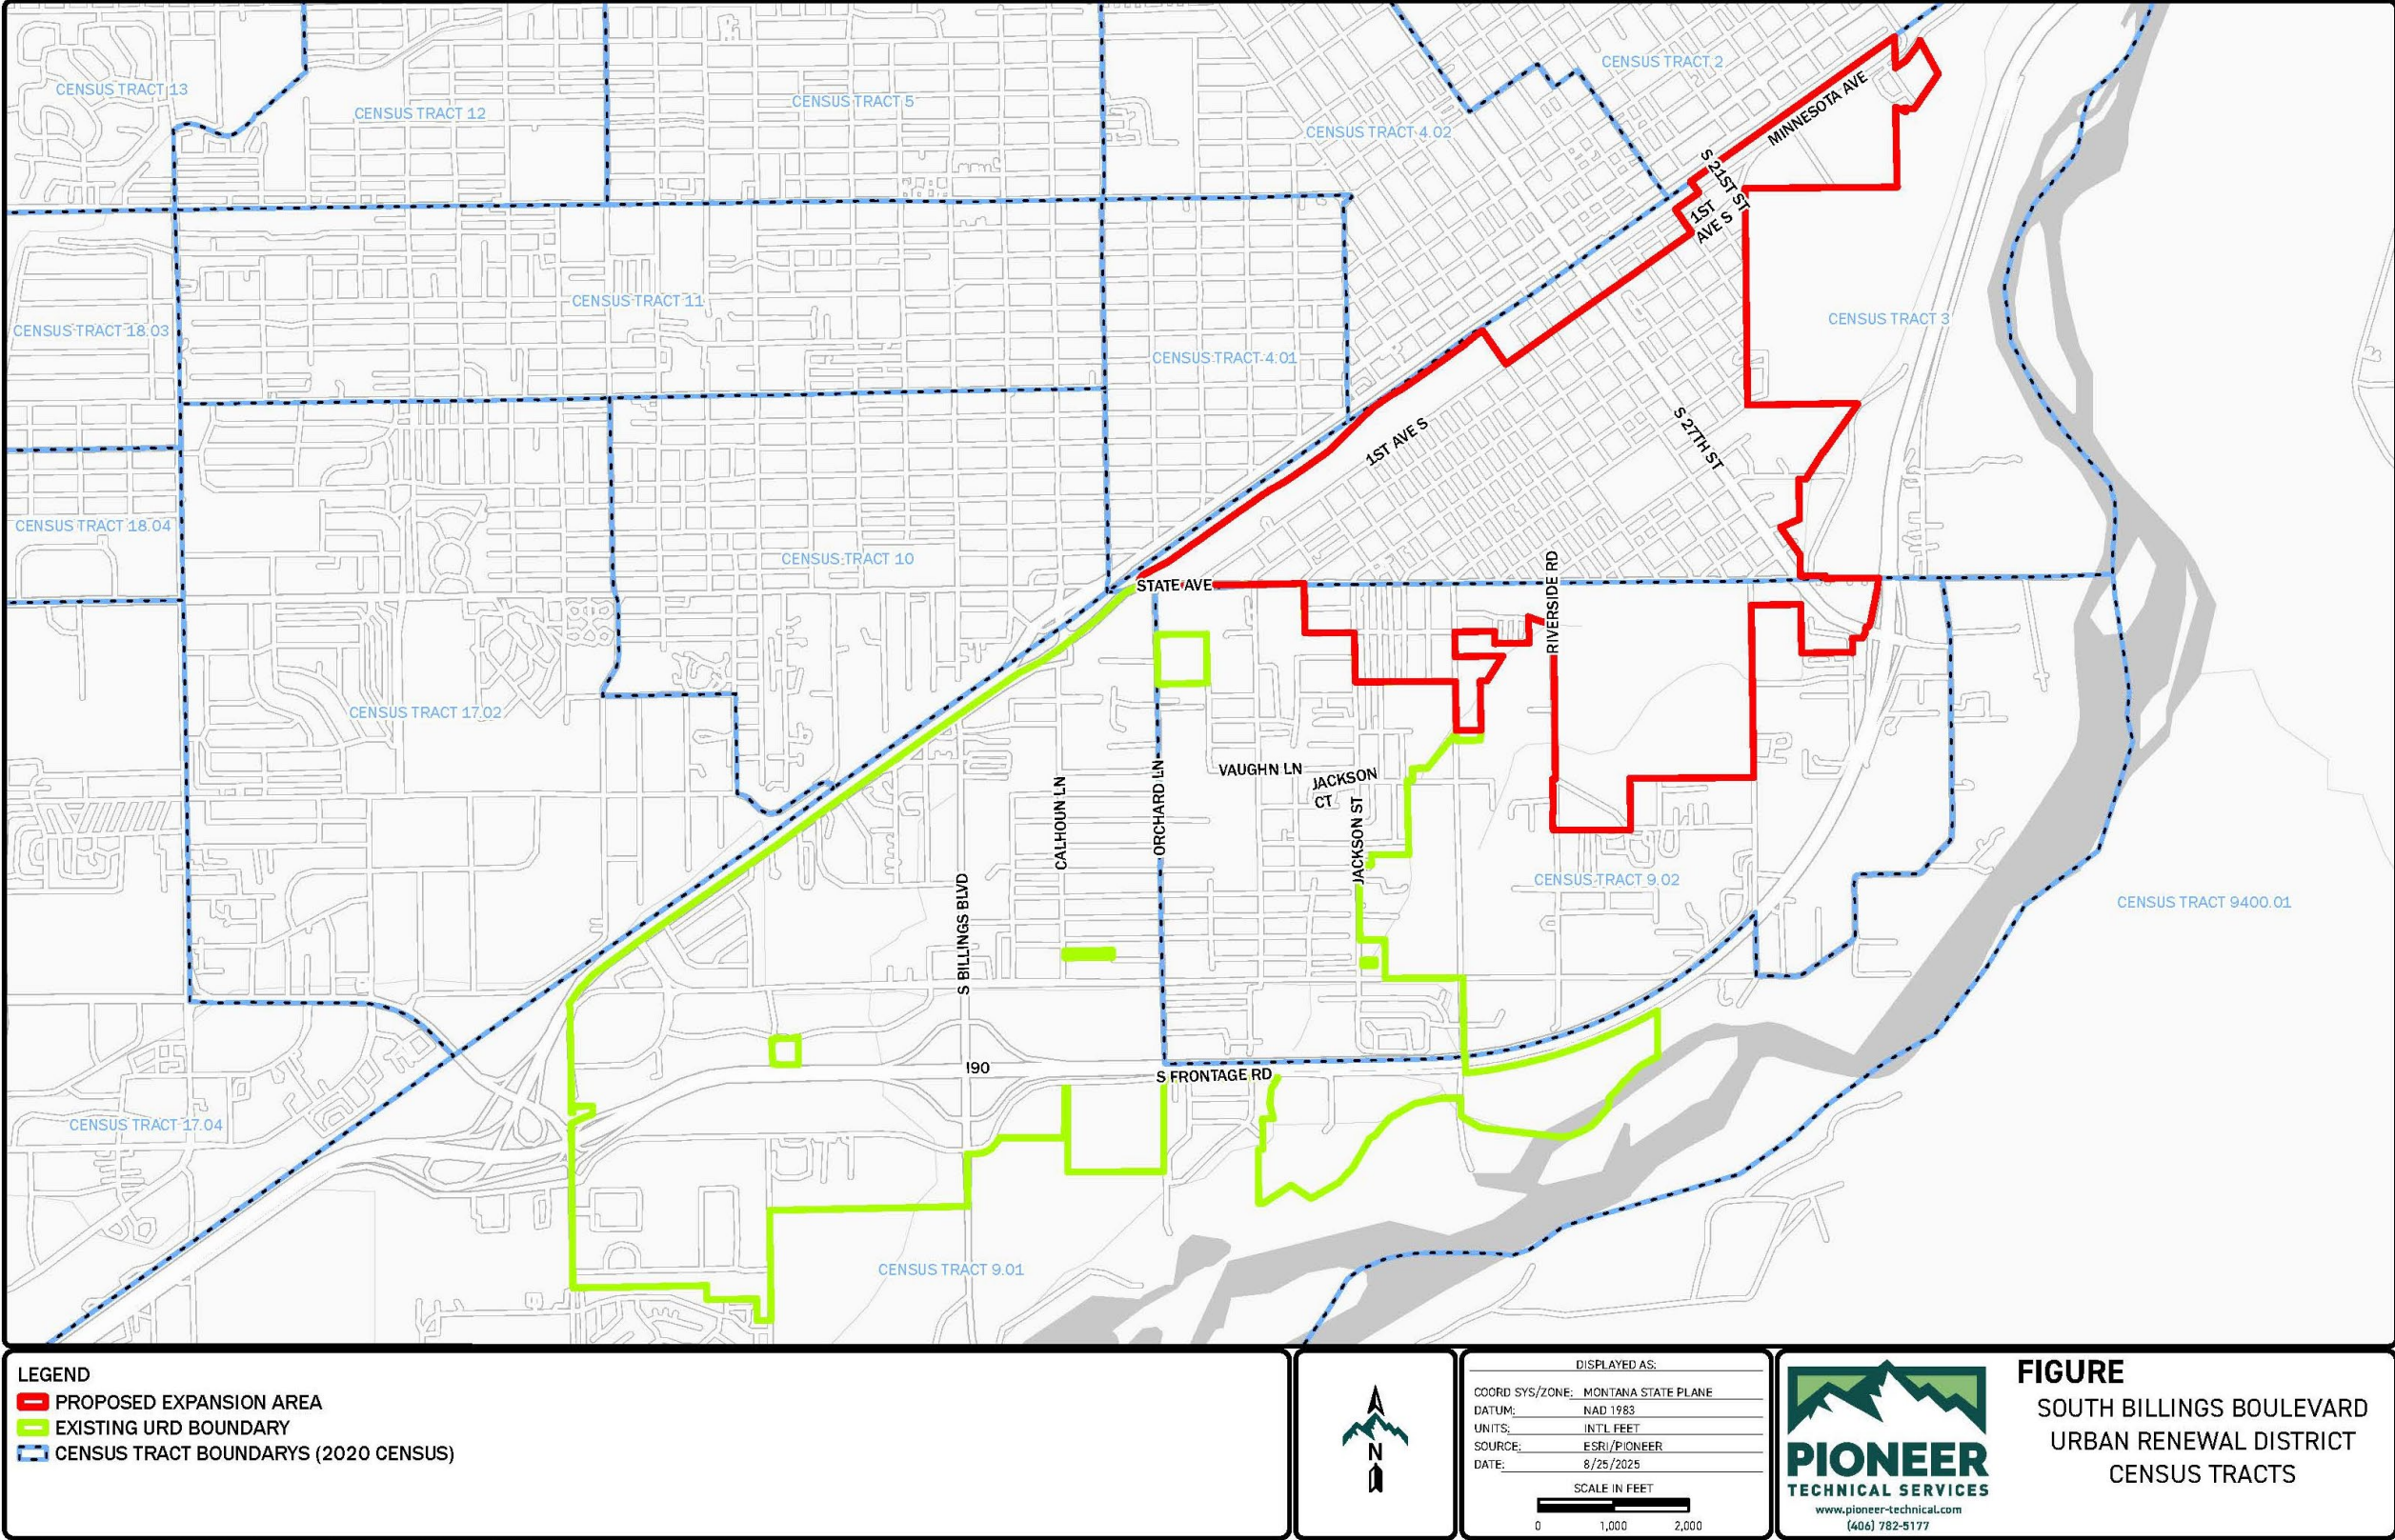 CENSUS TRACT 2
CENSUS TRACT 13
CENSUS TRACT 12
CENSUS TRACT 5
CENSUS TRACT 4.02
MINNESOTA AVE
S 21ST ST
1ST
AVE S
CENSUS TRACT 11
CENSUS TRACT 3
CENSUS TRACT 18.03
CENSUS TRACT 4.01
1ST AVE S
S 27TH ST
CENSUS TRACT 18.04
CENSUS TRACT 10
STATE AVE
RIVERSIDE RD
CENSUS TRACT 17.02
VAUGHN LN
JACKSON
CT
CALHOUN LN
ORCHARD LN
JACKSON ST
S BILLINGS BLVD
CENSUS TRACT 9.02
CENSUS TRACT 9400.01
I90
S FRONTAGE RD
CENSUS TRACT 17.04
CENSUS TRACT 9.01
LEGEND
PROPOSED EXPANSION AREA
EXISTING URD BOUNDARY
CENSUS TRACT BOUNDARYS (2020 CENSUS)
N
DISPLAYED AS:
COORD SYS/ZONE: MONTANA STATE PLANE
DATUM: NAD 1983
UNITS: INT'L FEET
SOURCE: ESRI/PIONEER
DATE: 8/25/2025
SCALE IN FEET
0 1,000 2,000
PIONEER
TECHNICAL SERVICES
www.pioneer-technical.com
(406) 782-5177
FIGURE
SOUTH BILLINGS BOULEVARD
URBAN RENEWAL DISTRICT
CENSUS TRACTS